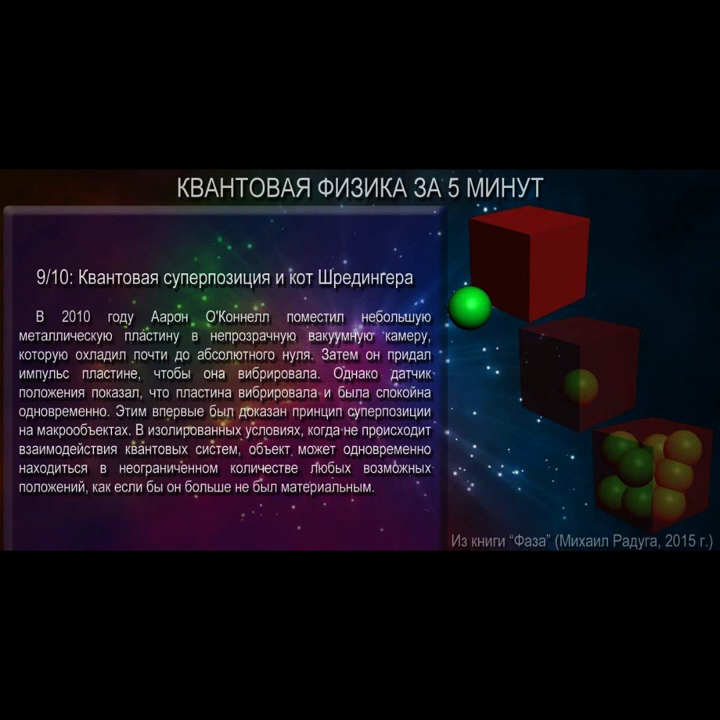 КВАНТОВАЯ ФИЗИКА ЗА 5 МИНУТ
9/10: Квантовая суперпозиция и кот Шредингера
В 2010 году Аарон О'Коннелл поместил небольшую
металлическую пластину в непрозрачную вакуумную камеру,
которую охладил почти до абсолютного нуля. Затем он придал
импульс пластине, чтобы она вибрировала. Однако датчик
положения показал, что пластина вибрировала и была спокойна
одновременно. Этим впервые был доказан принцип суперпозиции
на макрообъектах. В изолированных условиях, когда не происходит
взаимодействия квантовых систем, объект может одновременно
находиться в неограниченном количестве любых возможных
положений, как если бы он больше не был материальным.
Из книги “Фаза” (Михаил Радуга, 2015 г.)